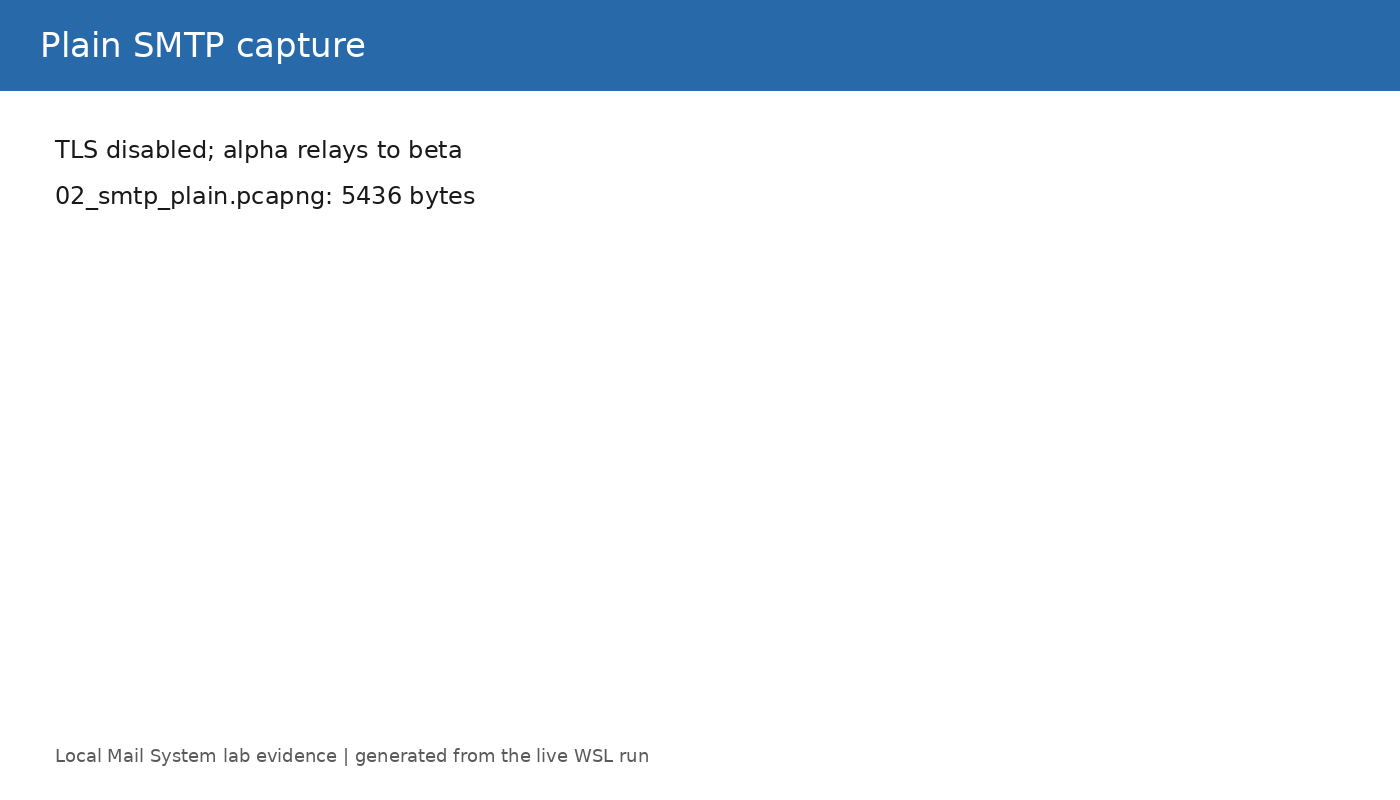 Plain SMTP capture
TLS disabled; alpha relays to beta
02_smtp_plain.pcapng: 5436 bytes
Local Mail System lab evidence | generated from the live WSL run